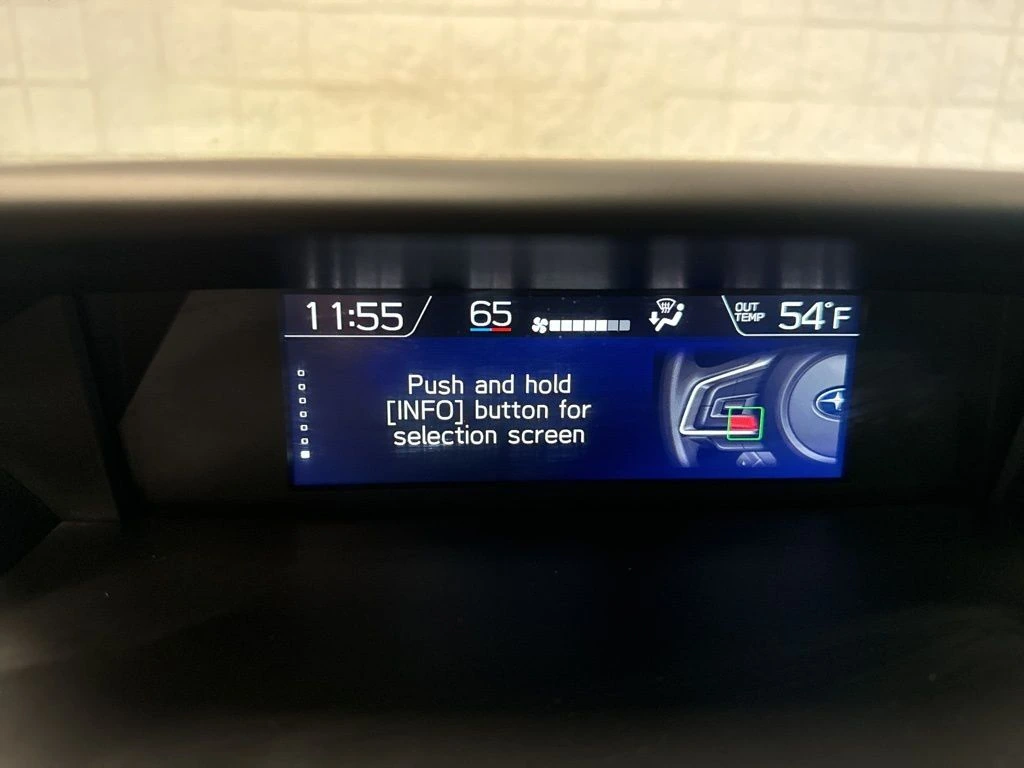 11:55
65
OUT
TEMP
54°F
Push and hold
[INFO] button for
selection screen